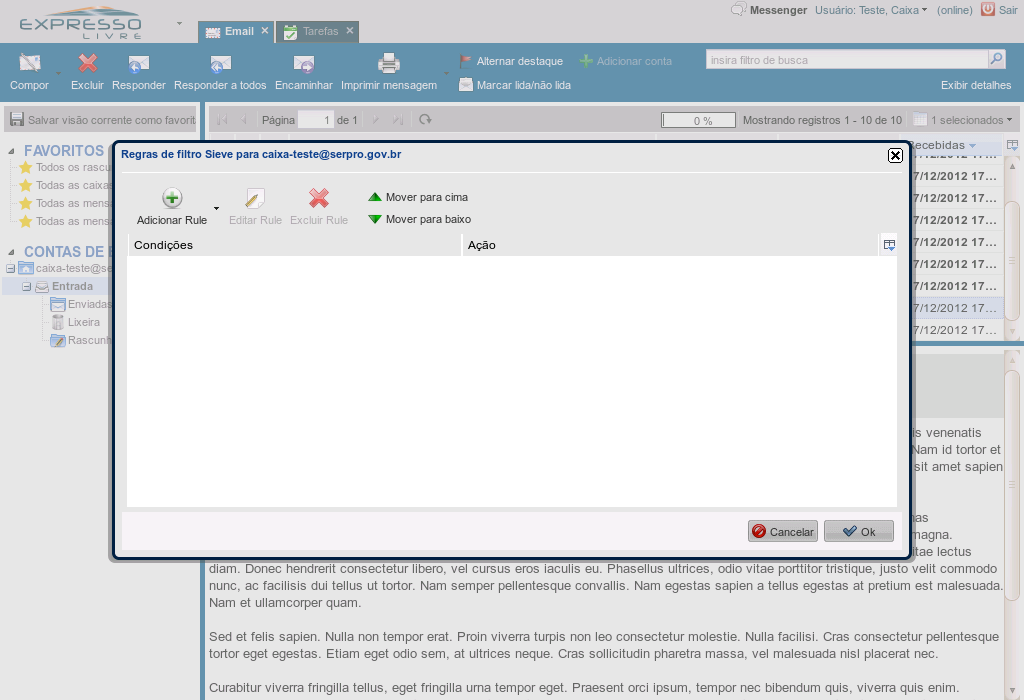 EXPRESSO
LIVRE
Email
Tarefas
Messenger
Usuário: Teste, Caixa
(online)
Sair
Compor
Excluir
Responder
Responder a todos
Encaminhar
Imprimir mensagem
Alternar destaque
Marcar lida/não lida
Adicionar conta
insira filtro de busca
Exibir detalhes
Salvar visão corrente como favorit
Página 1 de 1
0 %
Mostrando registros 1 - 10 de 10
1 selecionados
FAVORITOS
Todos os rascu
Todas as caixa
Todas as mens
Todas as mens
CONTAS DE E
caixa-teste@se
Entrada
Enviadas
Lixeira
Rascunh
Recebidas
7/12/2012 17...
7/12/2012 17...
7/12/2012 17...
7/12/2012 17...
7/12/2012 17...
7/12/2012 17...
7/12/2012 17...
7/12/2012 17...
7/12/2012 17...
Regras de filtro Sieve para caixa-teste@serpro.gov.br
Adicionar Rule
Editar Rule
Excluir Rule
Mover para cima
Mover para baixo
Condições
Ação
Cancelar
Ok
is venenatis
Nam id tortor et
sit amet sapien
nas
magna.
itae lectus
diam. Donec hendrerit consectetur libero, vel cursus eros iaculis eu. Phasellus ultrices, odio vitae porttitor tristique, justo velit commodo
nunc, ac facilisis dui tellus ut tortor. Nam semper pellentesque convallis. Nam egestas sapien a tellus egestas at pretium est malesuada.
Nam et ullamcorper quam.
Sed et felis sapien. Nulla non tempor erat. Proin viverra turpis non leo consectetur molestie. Nulla facilisi. Cras consectetur pellentesque
tortor eget egestas. Etiam eget odio sem, at ultrices neque. Cras sollicitudin pharetra massa, vel malesuada nisl placerat nec.
Curabitur viverra fringilla tellus, eget fringilla urna tempor eget. Praesent orci ipsum, tempor nec bibendum quis, viverra quis enim.